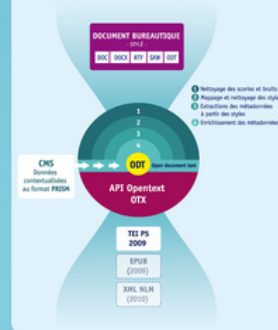 DOCUMENT BUREAUTIQUE
- STYLÉ -
DOC DOCX RTF SXW ODT
1 Nettoyage des scories et bruits
2 Mappage et nettoyage des style
3 Extractions des métadonnées
à partir des styles
4 Enrichissement des métadonnées
1
2
3
4
CMS
Données
contextualisées
au format PRISM
ODT
Open document text
API Opentext
OTX
TEI P5
2009
EPUB
(2009)
XML NLM
(2010)